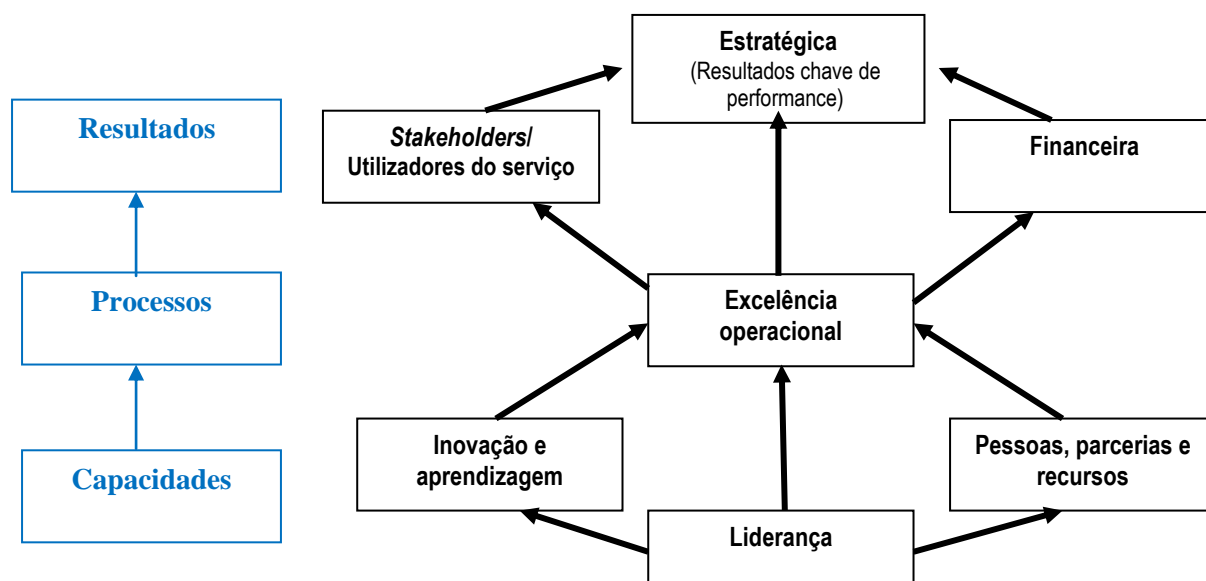 Resultados
Processos
Capacidades
Estratégica
(Resultados chave de
performance)
Stakeholders/
Utilizadores do serviço
Financeira
Excelência
operacional
Inovação e
aprendizagem
Pessoas, parcerias e
recursos
Liderança